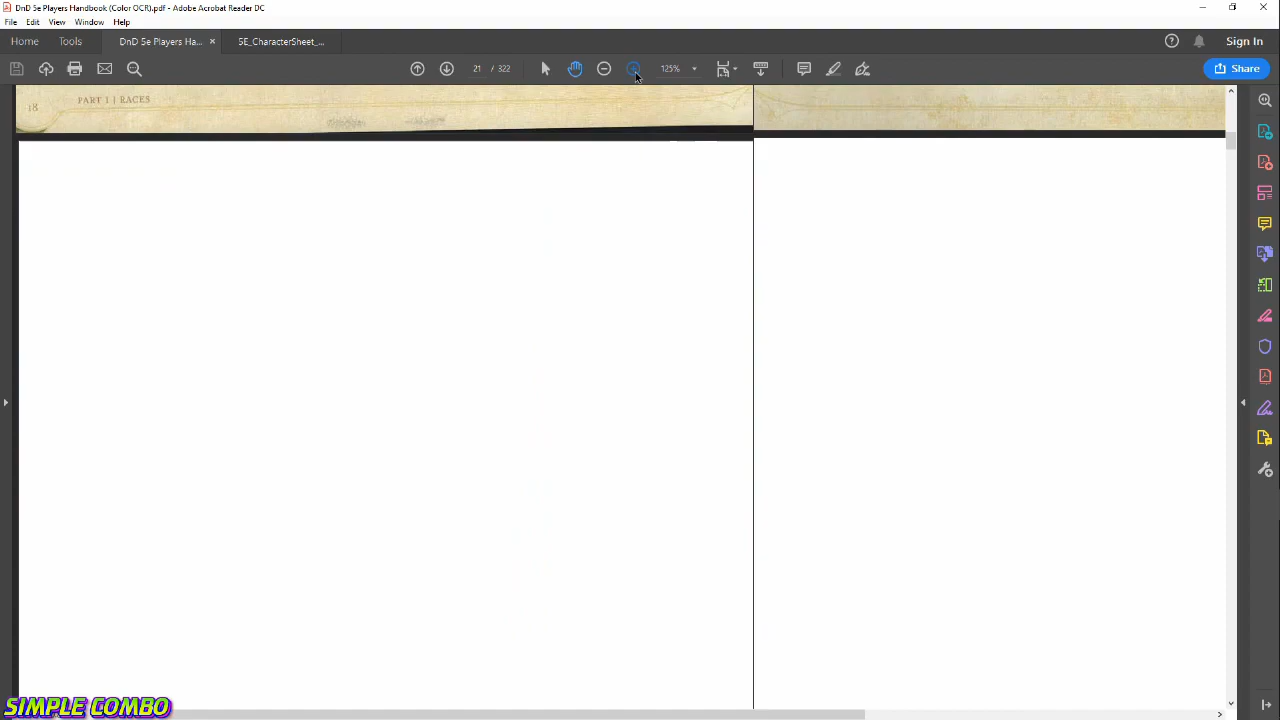 DnD 5e Players Handbook (Color OCR).pdf - Adobe Acrobat Reader DC
File Edit View Window Help
Home Tools DnD 5e Players Ha... × 5E_CharacterSheet_... Sign In
21 / 322 125% Share
18 PART 1 | RACES
SIMPLE COMBO